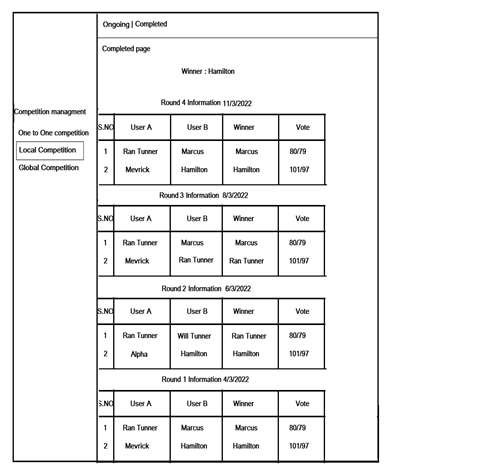 Ongoing | Completed
Completed page
Winner : Hamilton
Competition managment
One to One competition
Local Competition
Global Competition
Round 4 Information 11/3/2022
S.NO User A User B Winner Vote
1 Ran Tunner Marcus Marcus 80/79
2 Mevrick Hamilton Hamilton 101/97
Round 3 Information 8/3/2022
S.NO User A User B Winner Vote
1 Ran Tunner Marcus Marcus 80/79
2 Mevrick Ran Tunner Ran Tunner 101/97
Round 2 Information 6/3/2022
S.NO User A User B Winner Vote
1 Ran Tunner Will Tunner Ran Tunner 80/79
2 Alpha Hamilton Hamilton 101/97
Round 1 Information 4/3/2022
S.NO User A User B Winner Vote
1 Ran Tunner Marcus Marcus 80/79
2 Mevrick Hamilton Hamilton 101/97